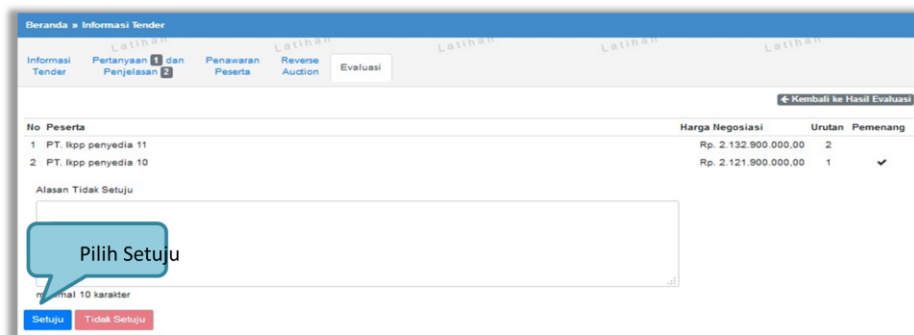 Beranda » Informasi Tender
Latihan Latihan Latihan Latihan Latihan
Informasi Tender
Pertanyaan 1 dan Penjelasan 2
Penawaran Peserta
Reverse Auction
Evaluasi
Kembali ke Hasil Evaluasi
No Peserta Harga Negosiasi Urutan Pemenang
1 PT. lkpp penyedia 11 Rp. 2.132.900.000,00 2
2 PT. lkpp penyedia 10 Rp. 2.121.900.000,00 1 ✔
Alasan Tidak Setuju
Pilih Setuju
10 karakter
Setuju Tidak Setuju